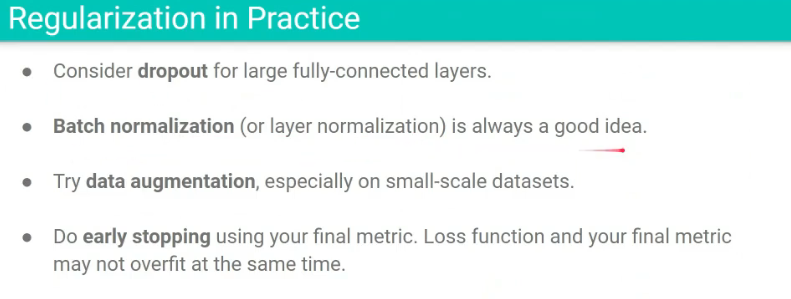 Regularization in Practice
● Consider dropout for large fully-connected layers.
● Batch normalization (or layer normalization) is always a good idea.
● Try data augmentation, especially on small-scale datasets.
● Do early stopping using your final metric. Loss function and your final metric
may not overfit at the same time.